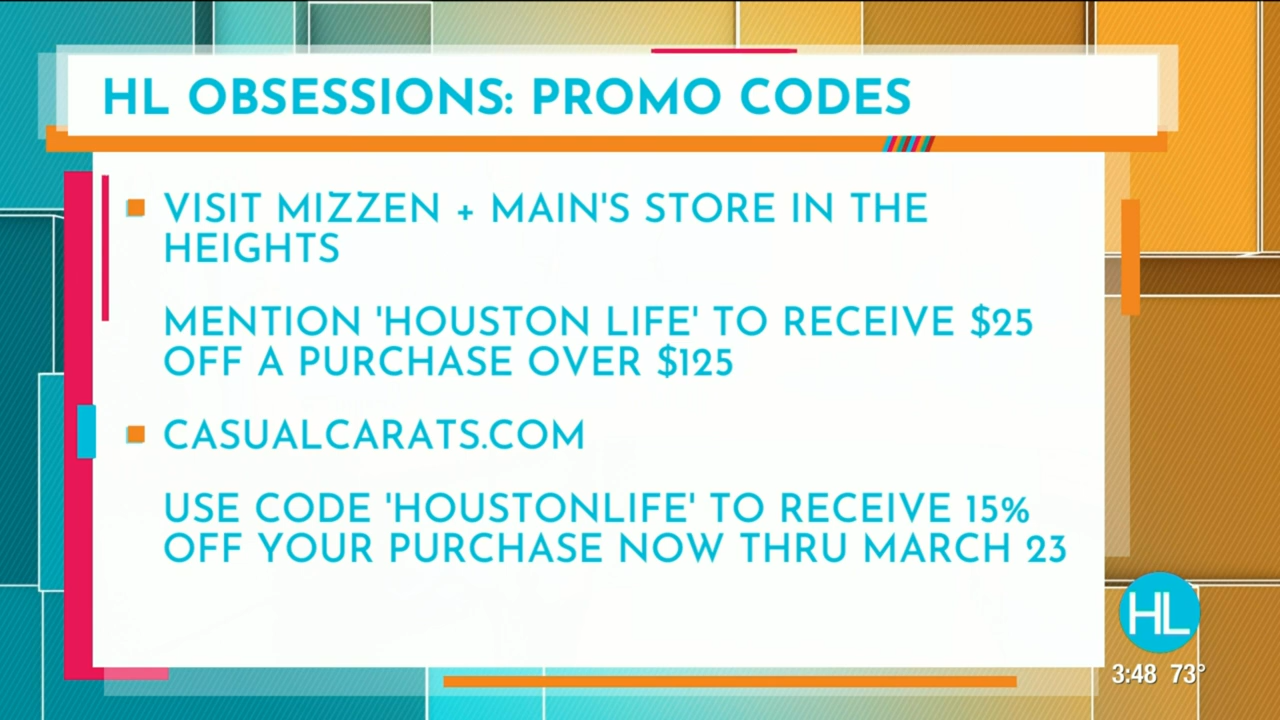 HL OBSESSIONS: PROMO CODES
VISIT MIZZEN + MAIN'S STORE IN THE
HEIGHTS
MENTION 'HOUSTON LIFE' TO RECEIVE $25
OFF A PURCHASE OVER $125
CASUALCARATS.COM
USE CODE 'HOUSTONLIFE' TO RECEIVE 15%
OFF YOUR PURCHASE NOW THRU MARCH 23
HL
3:48 73°